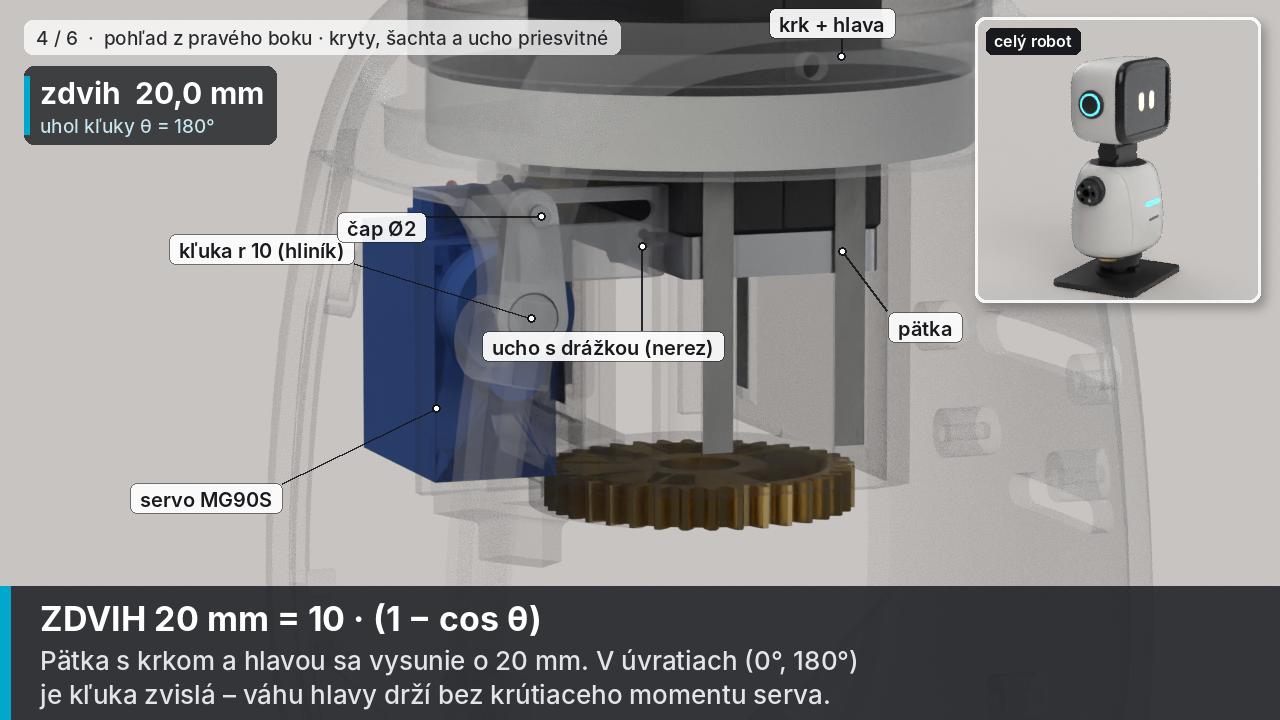 4 / 6 · pohľad z pravého boku · kryty, šachta a ucho priesvitné
krk + hlava
celý robot
zdvih 20,0 mm
uhol kľuky θ = 180°
čap Ø2
kľuka r 10 (hliník)
ucho s drážkou (nerez)
pätka
servo MG90S
ZDVIH 20 mm = 10 · (1 − cos θ)
Pätka s krkom a hlavou sa vysunie o 20 mm. V úvratiach (0°, 180°)
je kľuka zvislá – váhu hlavy drží bez krútiaceho momentu serva.